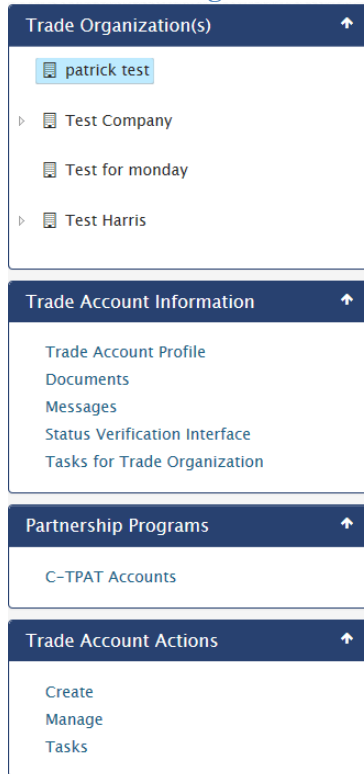 Trade Organization(s)
patrick test
Test Company
Test for monday
Test Harris
Trade Account Information
Trade Account Profile
Documents
Messages
Status Verification Interface
Tasks for Trade Organization
Partnership Programs
C-TPAT Accounts
Trade Account Actions
Create
Manage
Tasks